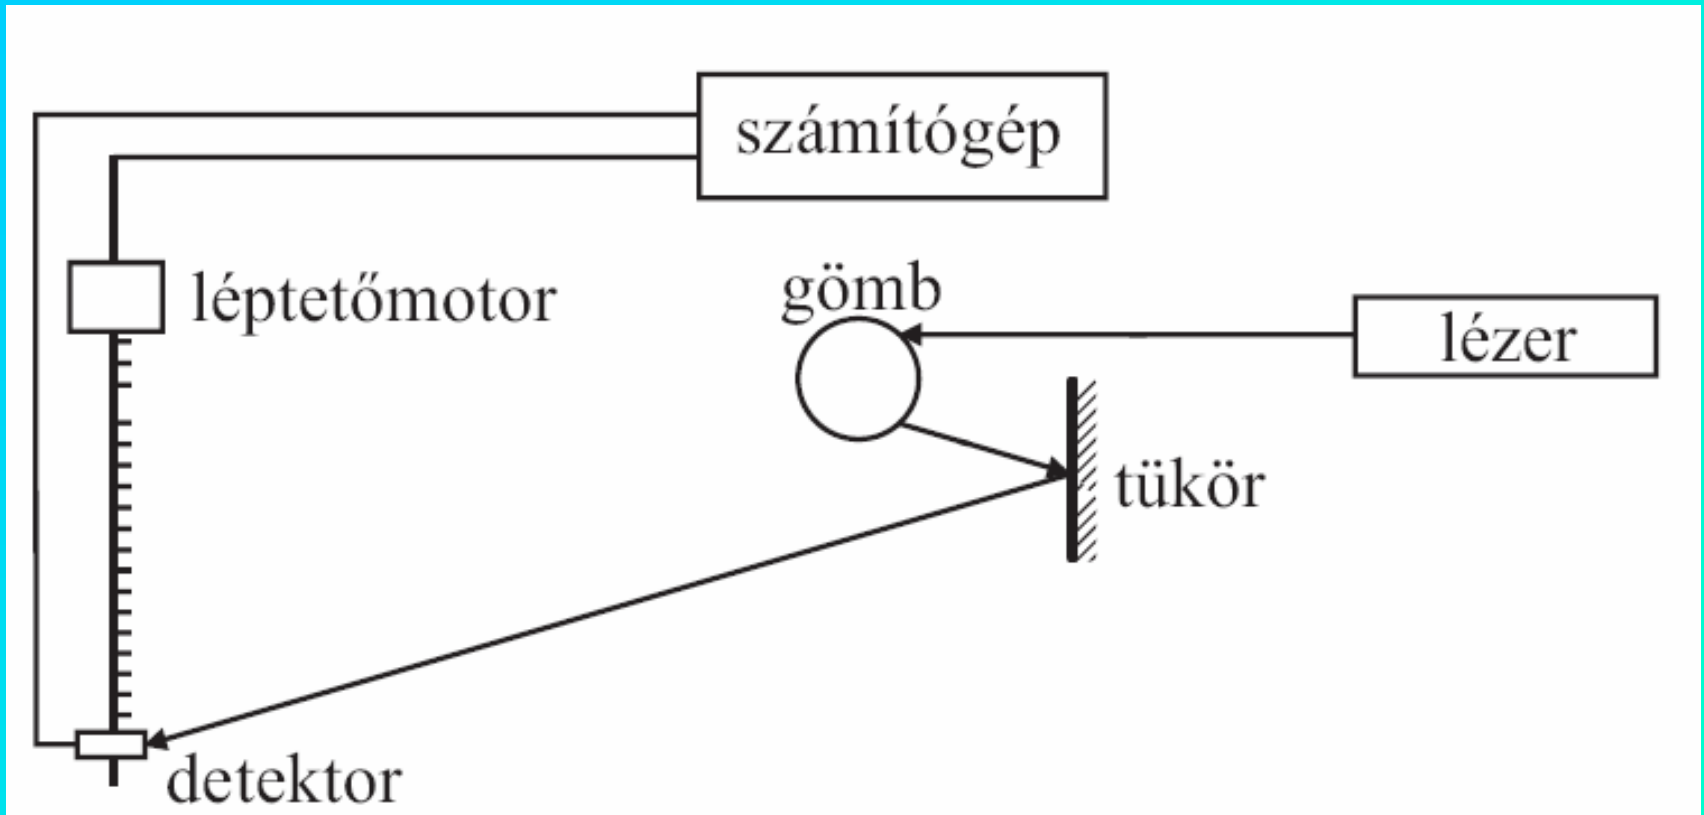 számítógép
léptetőmotor
gömb
lézer
tükör
detektor